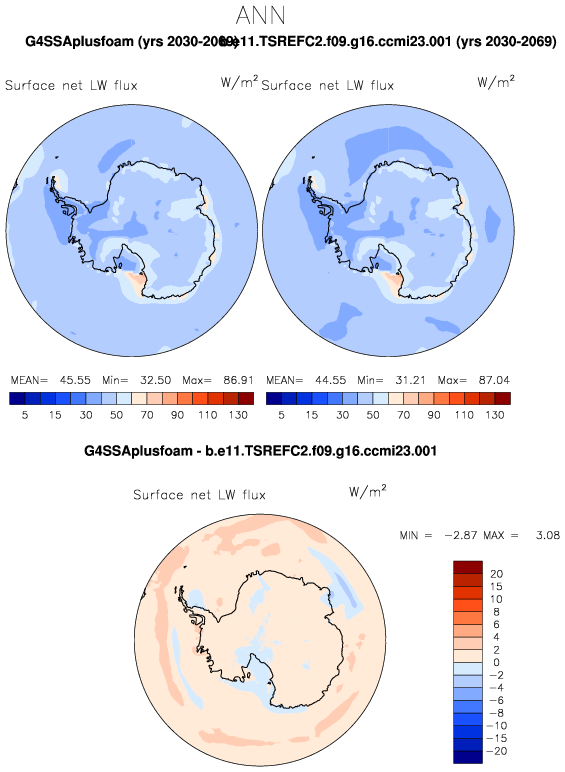 ANN
G4SSAplusfoam (yrs 2030-2069) b.e11.TSREFC2.f09.g16.ccmi23.001 (yrs 2030-2069)
Surface net LW flux W/m² Surface net LW flux W/m²
MEAN= 45.55 Min= 32.50 Max= 86.91 MEAN= 44.55 Min= 31.21 Max= 87.04
5 15 30 50 70 90 110 130 5 15 30 50 70 90 110 130
G4SSAplusfoam - b.e11.TSREFC2.f09.g16.ccmi23.001
Surface net LW flux W/m²
MIN = -2.87 MAX = 3.08
20
15
10
8
6
4
2
0
-2
-4
-6
-8
-10
-15
-20